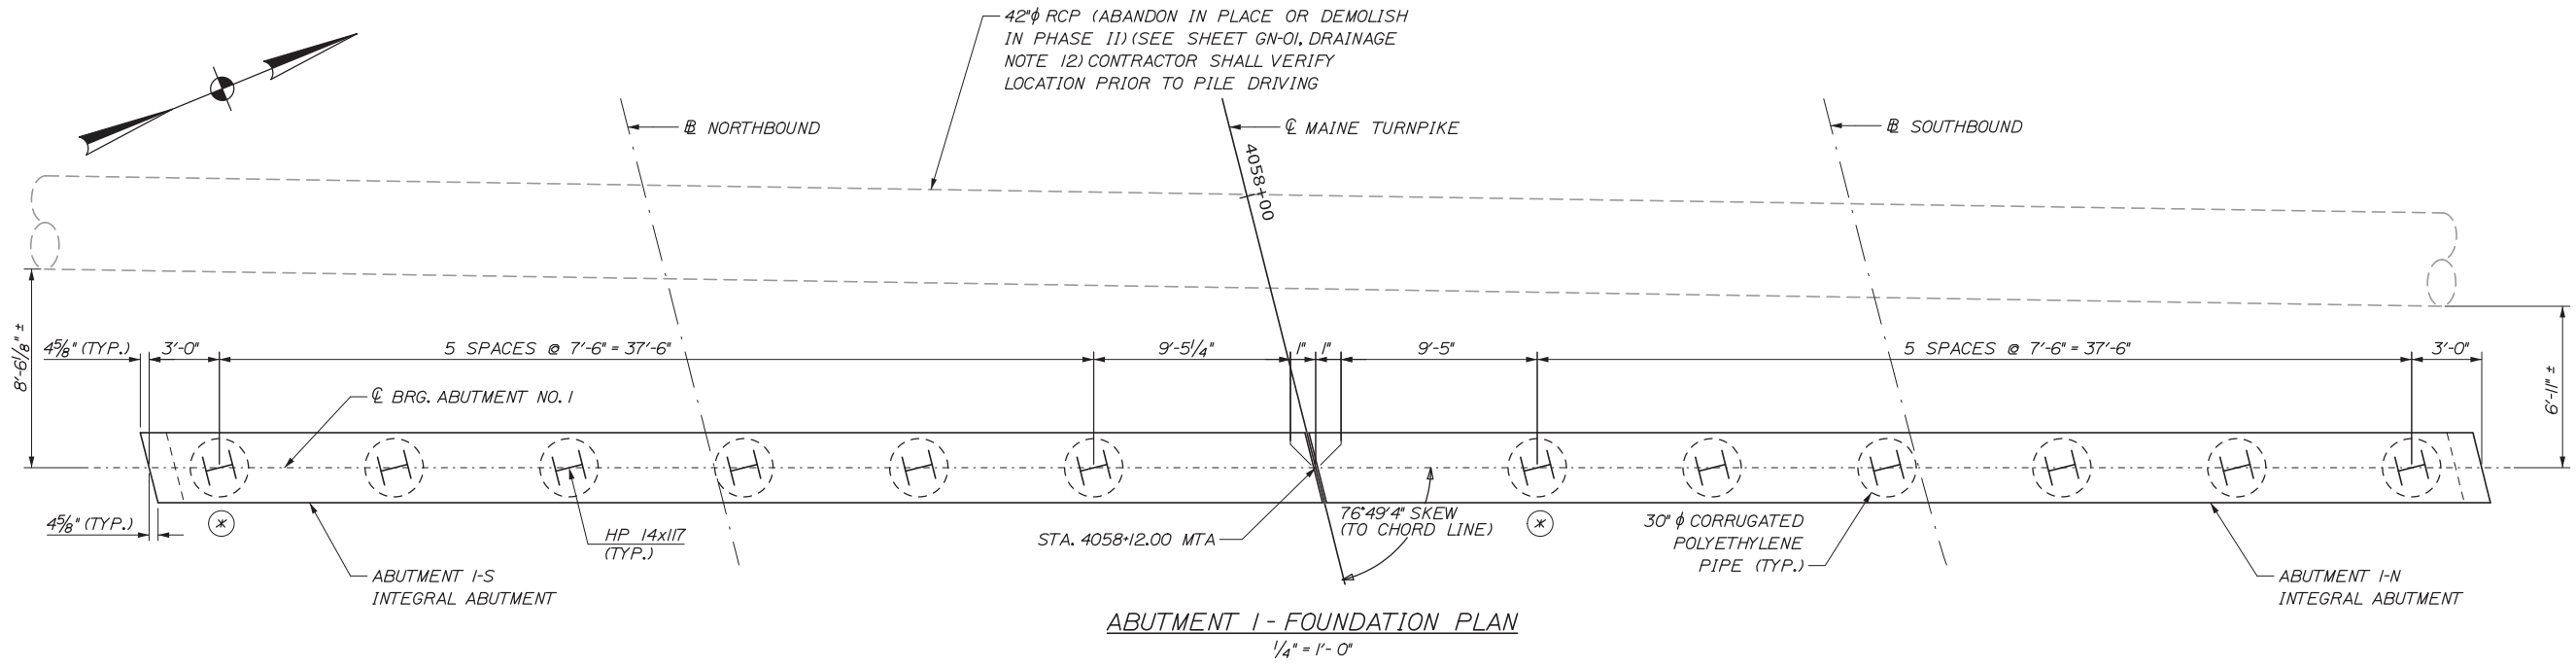 42"ϕ RCP (ABANDON IN PLACE OR DEMOLISH
IN PHASE II) (SEE SHEET GN-01, DRAINAGE
NOTE 12) CONTRACTOR SHALL VERIFY
LOCATION PRIOR TO PILE DRIVING
BL NORTHBOUND
CL MAINE TURNPIKE
BL SOUTHBOUND
4058+00
8'-6 1/8" ±
4 5/8" (TYP.)
3'-0"
5 SPACES @ 7'-6" = 37'-6"
9'-5 1/4"
1"
1"
9'-5"
5 SPACES @ 7'-6" = 37'-6"
3'-0"
6'-11" ±
CL BRG. ABUTMENT NO. 1
4 5/8" (TYP.)
*
HP 14x117
(TYP.)
STA. 4058+12.00 MTA
76°49'4" SKEW
(TO CHORD LINE)
*
30" ϕ CORRUGATED
POLYETHYLENE
PIPE (TYP.)
ABUTMENT 1-S
INTEGRAL ABUTMENT
ABUTMENT 1-N
INTEGRAL ABUTMENT
ABUTMENT 1 - FOUNDATION PLAN
1/4" = 1'-0"